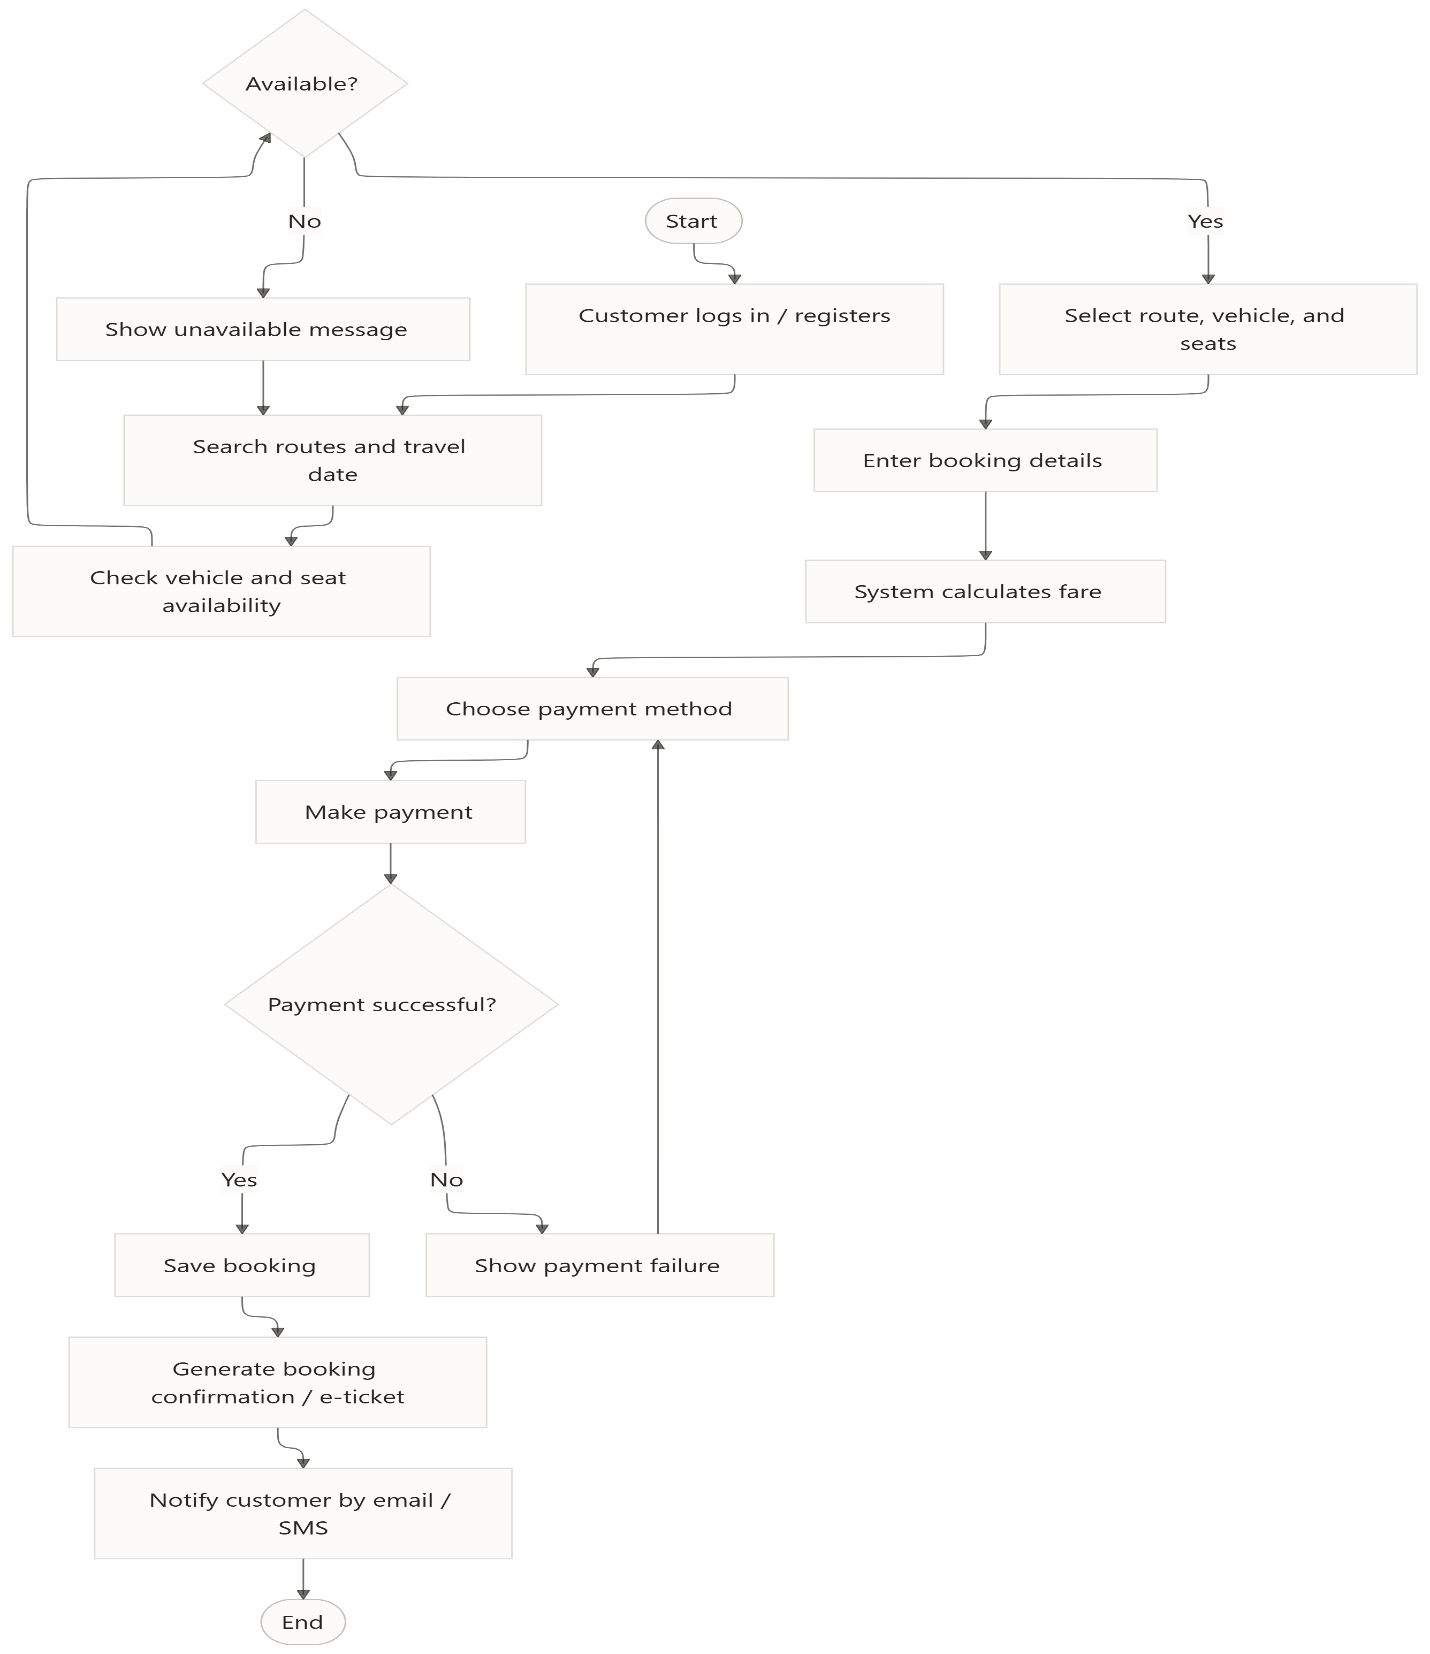 Available?
No
Start
Yes
Show unavailable message
Customer logs in / registers
Select route, vehicle, and
seats
Search routes and travel
date
Enter booking details
Check vehicle and seat
availability
System calculates fare
Choose payment method
Make payment
Payment successful?
Yes
No
Save booking
Show payment failure
Generate booking
confirmation / e-ticket
Notify customer by email /
SMS
End